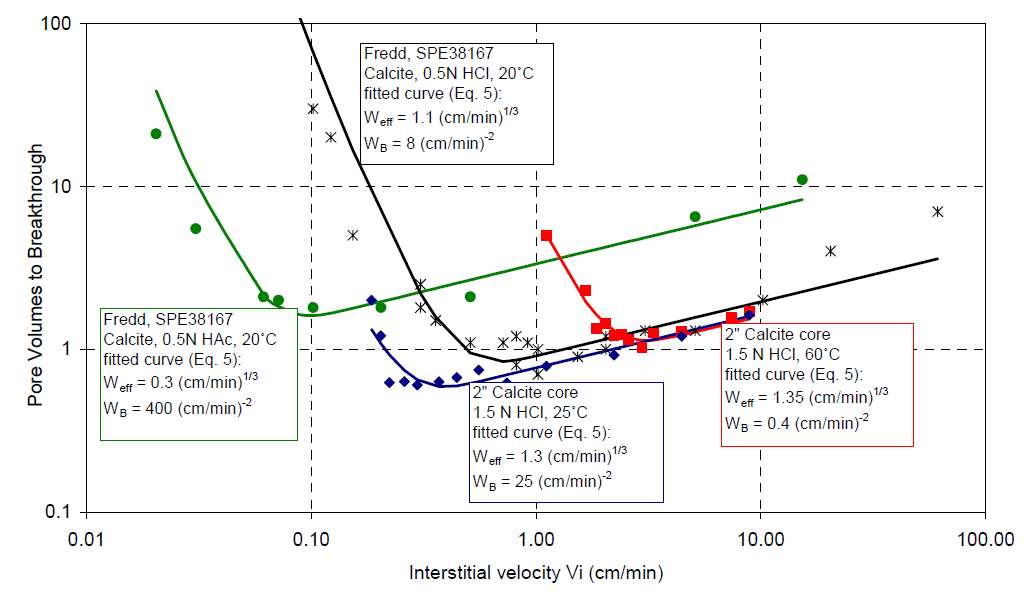 100
10
1
0.1
Pore Volumes to Breakthrough
Fredd, SPE38167
Calcite, 0.5N HCl, 20˚C
fitted curve (Eq. 5):
Weff = 1.1 (cm/min)1/3
WB = 8 (cm/min)-2
Fredd, SPE38167
Calcite, 0.5N HAc, 20˚C
fitted curve (Eq. 5):
Weff = 0.3 (cm/min)1/3
WB = 400 (cm/min)-2
2" Calcite core
1.5 N HCl, 25˚C
fitted curve (Eq. 5):
Weff = 1.3 (cm/min)1/3
WB = 25 (cm/min)-2
2" Calcite core
1.5 N HCl, 60˚C
fitted curve (Eq. 5):
Weff = 1.35 (cm/min)1/3
WB = 0.4 (cm/min)-2
0.01 0.10 1.00 10.00 100.00
Interstitial velocity Vi (cm/min)